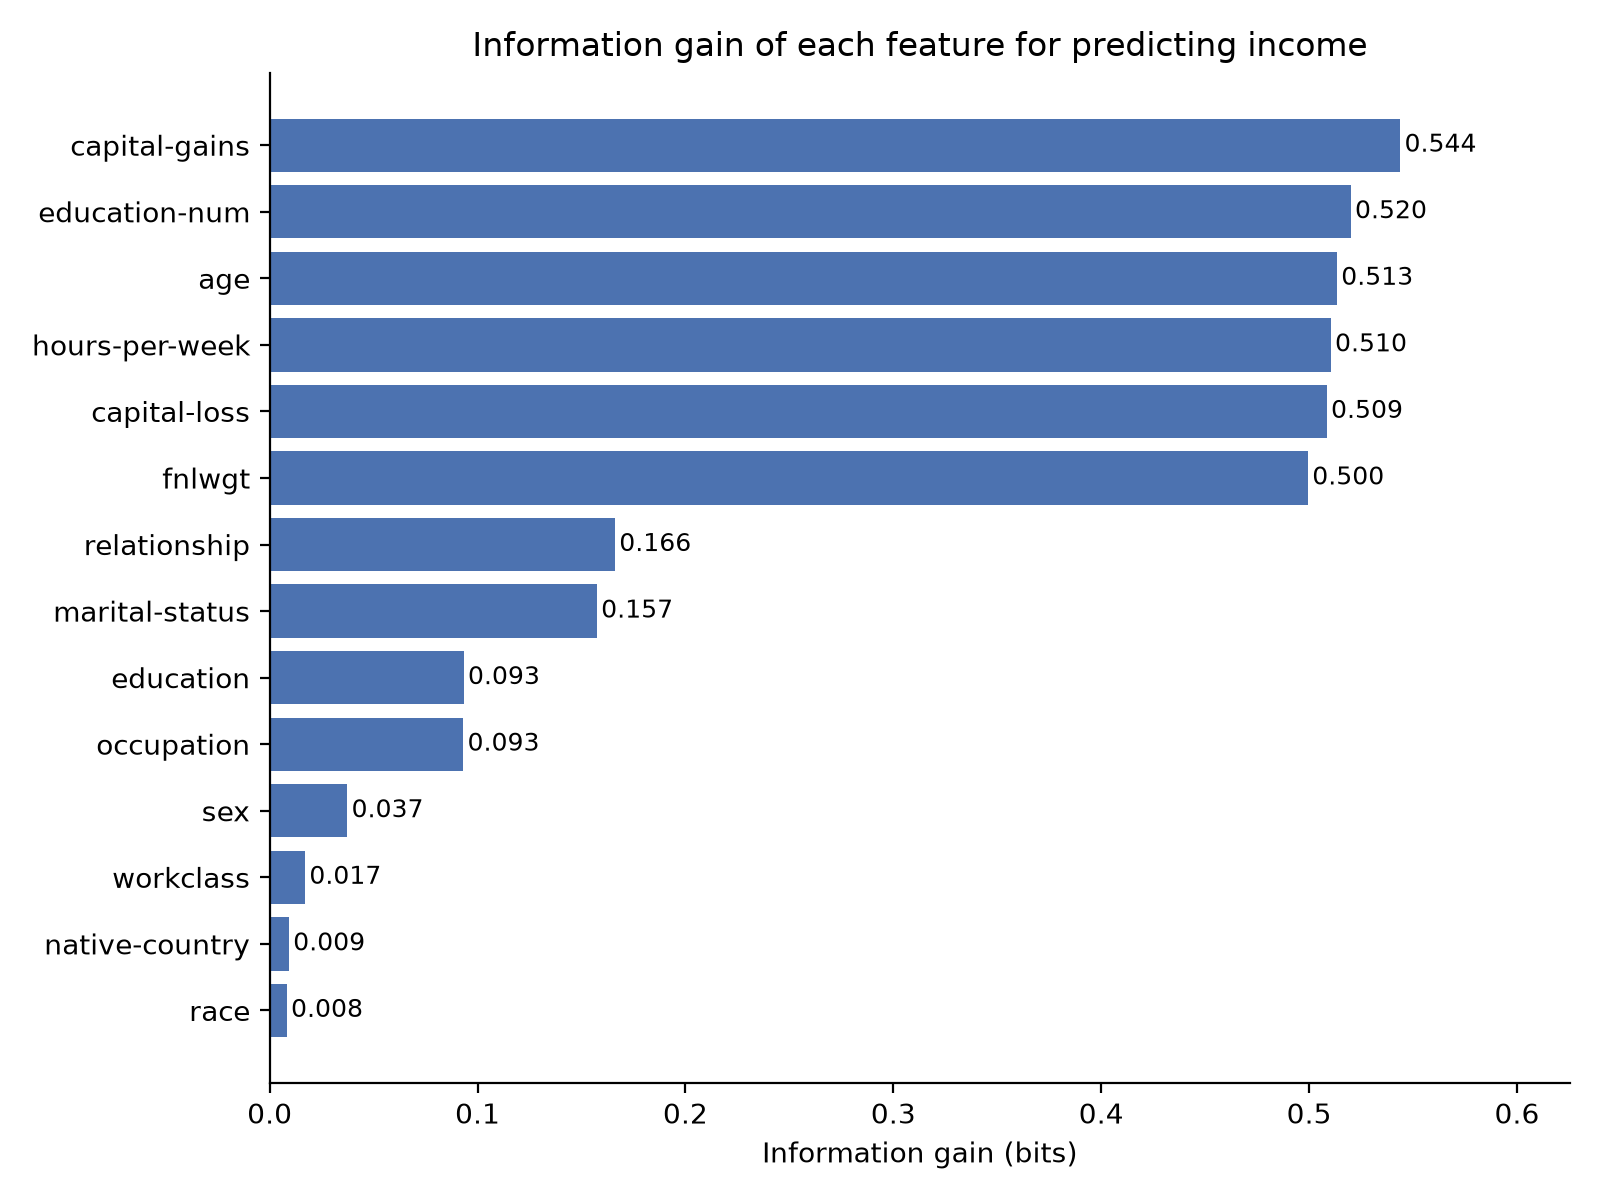 Information gain of each feature for predicting income
capital-gains 0.544
education-num 0.520
age 0.513
hours-per-week 0.510
capital-loss 0.509
fnlwgt 0.500
relationship 0.166
marital-status 0.157
education 0.093
occupation 0.093
sex 0.037
workclass 0.017
native-country 0.009
race 0.008
0.0 0.1 0.2 0.3 0.4 0.5 0.6
Information gain (bits)